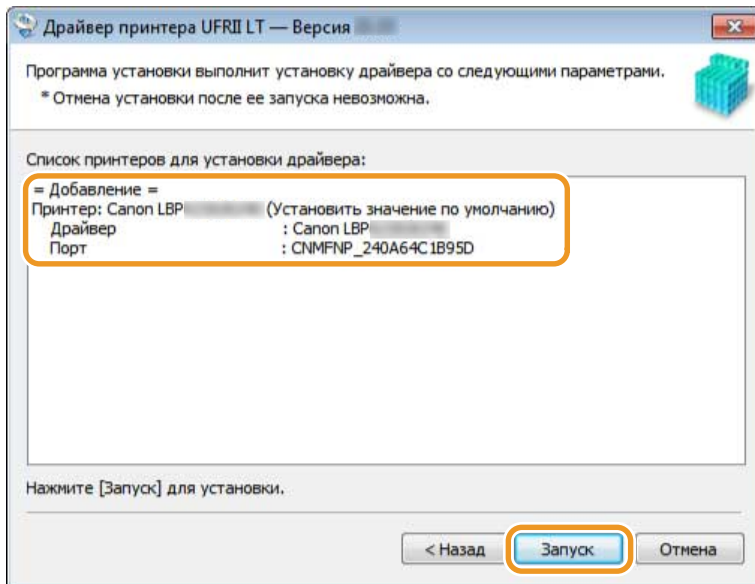 Драйвер принтера UFRII LT — Версия
Программа установки выполнит установку драйвера со следующими параметрами.
* Отмена установки после ее запуска невозможна.
Список принтеров для установки драйвера:
= Добавление =
Принтер: Canon LBP (Установить значение по умолчанию)
Драйвер : Canon LBP
Порт : CNMFNP_240A64C1B95D
Нажмите [Запуск] для установки.
< Назад Запуск Отмена